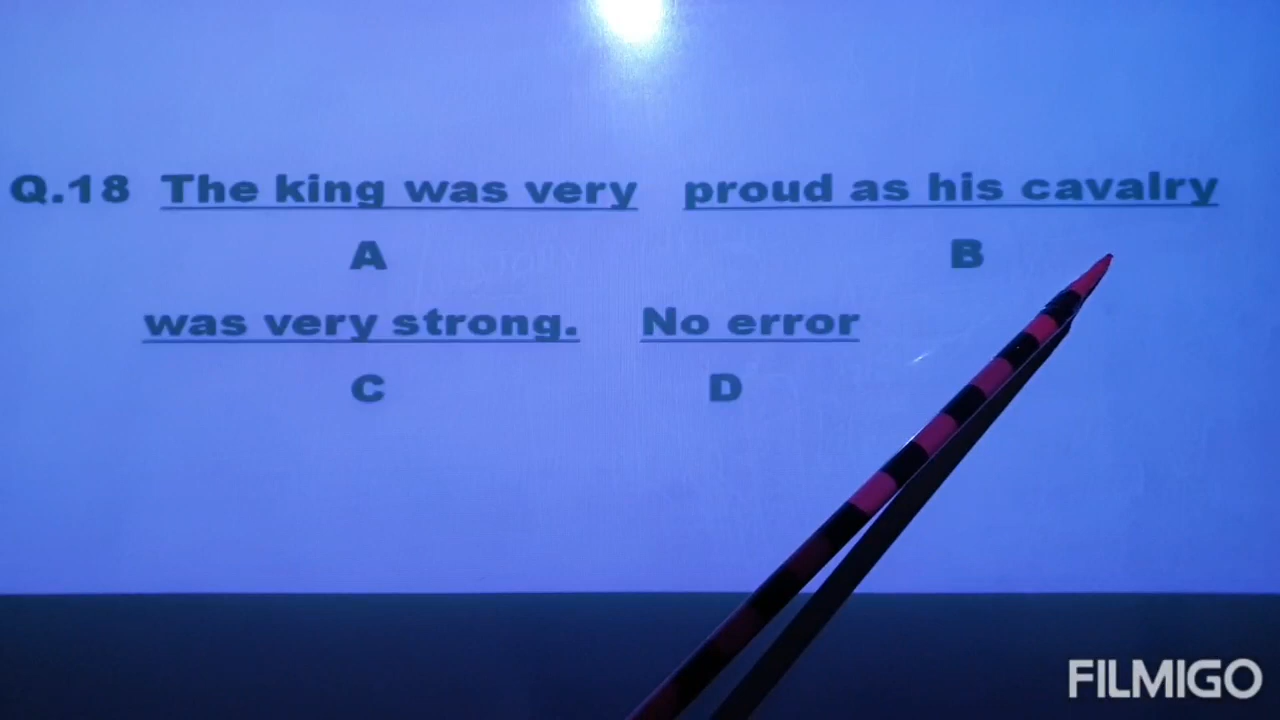 Q.18 The king was very proud as his cavalry
A B
was very strong. No error
C D
FILMIGO